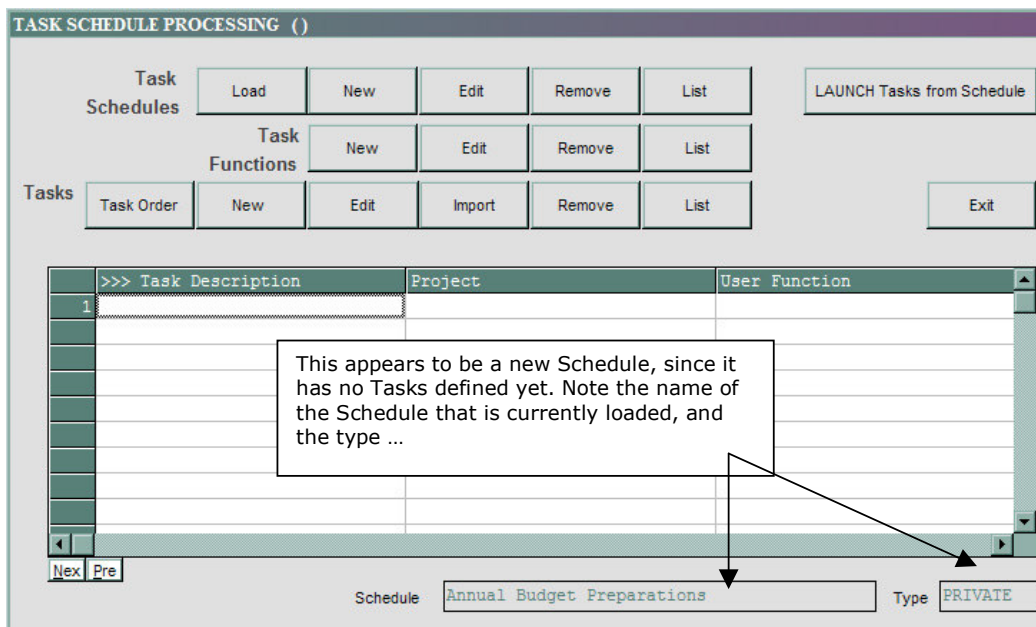 TASK SCHEDULE PROCESSING ()
Task
Schedules
Load New Edit Remove List LAUNCH Tasks from Schedule
Task
Functions
New Edit Remove List
Tasks Task Order New Edit Import Remove List Exit
>>> Task Description Project User Function
1
This appears to be a new Schedule, since it
has no Tasks defined yet. Note the name of
the Schedule that is currently loaded, and
the type …
Nex Pre
Schedule Annual Budget Preparations Type PRIVATE